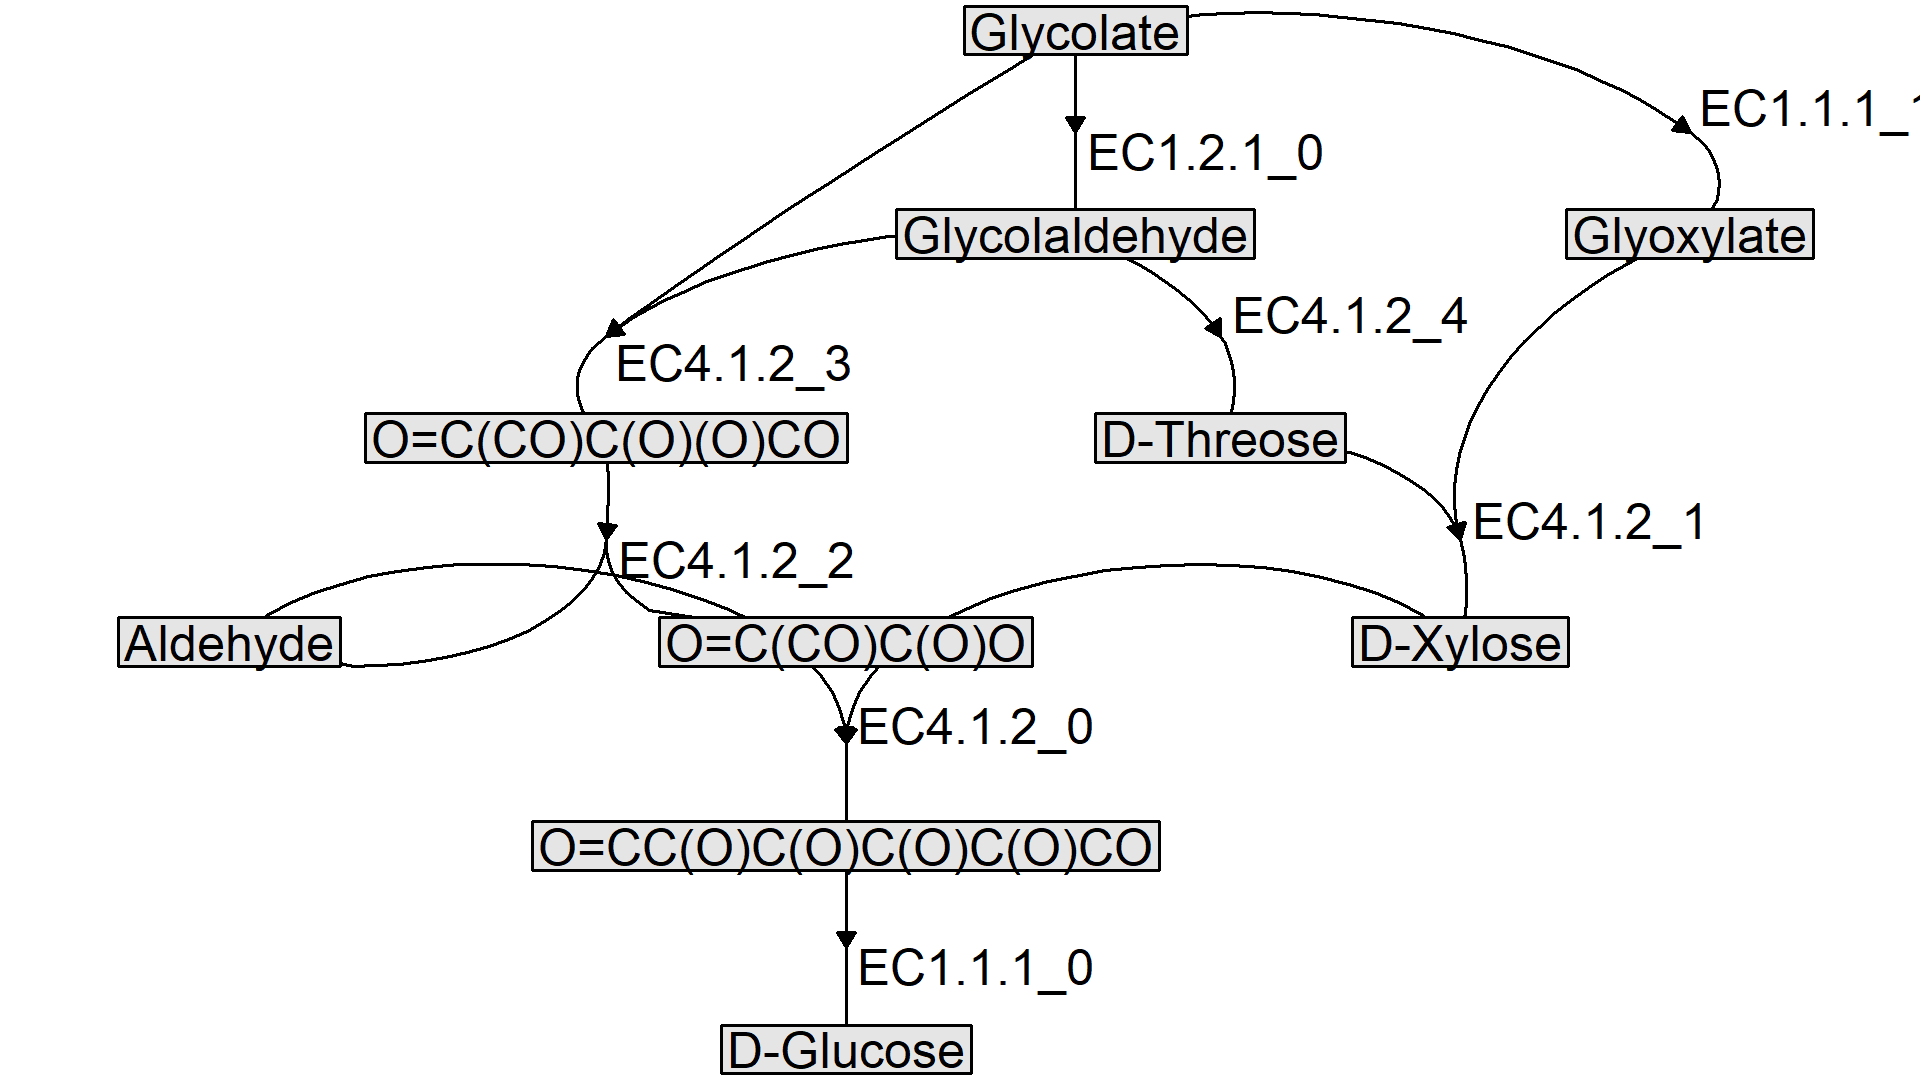 Glycolate
EC1.1.1_1
EC1.2.1_0
Glycolaldehyde
Glyoxylate
EC4.1.2_4
EC4.1.2_3
O=C(CO)C(O)(O)CO
D-Threose
EC4.1.2_1
EC4.1.2_2
Aldehyde
O=C(CO)C(O)O
D-Xylose
EC4.1.2_0
O=CC(O)C(O)C(O)C(O)CO
EC1.1.1_0
D-Glucose